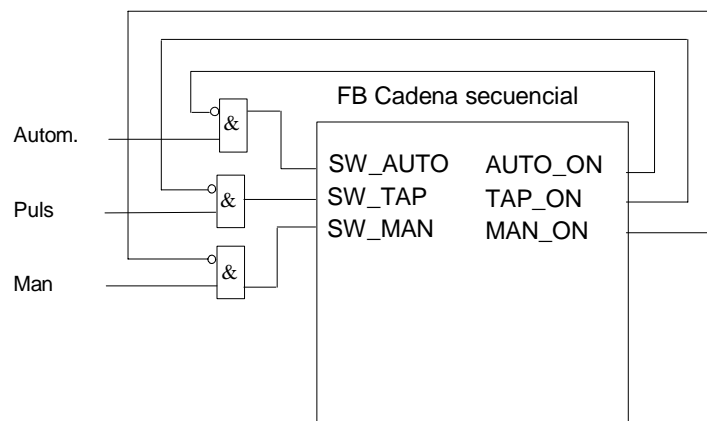 FB Cadena secuencial
&
Autom.
SW_AUTO AUTO_ON
&
SW_TAP TAP_ON
Puls
SW_MAN MAN_ON
&
Man